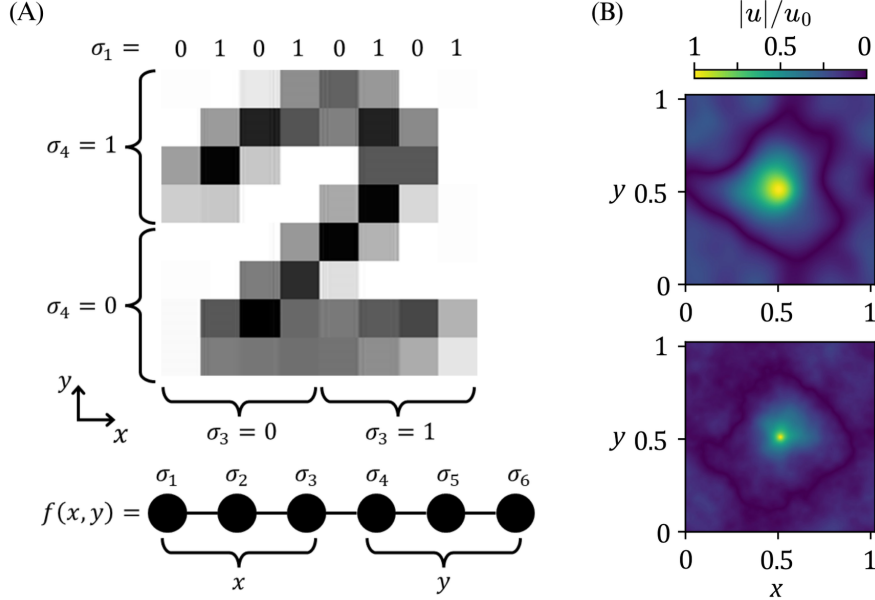 (A)
σ₁ = 0 1 0 1 0 1 0 1
σ₄ = 1
σ₄ = 0
y
x
σ₃ = 0 σ₃ = 1
σ₁ σ₂ σ₃ σ₄ σ₅ σ₆
f(x, y) =
x y
(B)
|u|/u₀
1 0.5 0
1
y 0.5
0
0 0.5 1
1
y 0.5
0
0 0.5 1
x